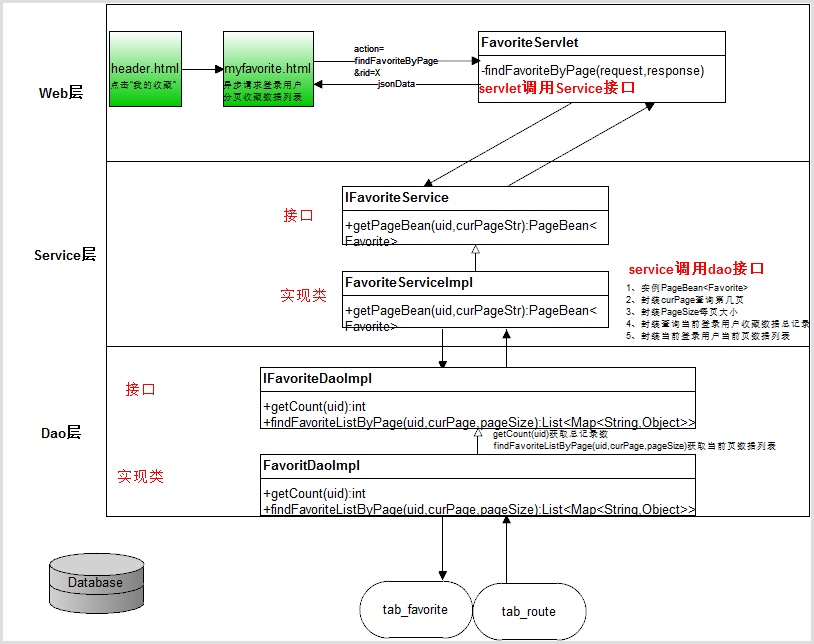 Web层
header.html
点击"我的收藏"
myfavorite.html
异步请求登录用户
分页收藏数据列表
action=
findFavoriteByPage
&rid=X
jsonData
FavoriteServlet
-findFavoriteByPage(request,response)
servlet调用Service接口
Service层
接口
IFavoriteService
+getPageBean(uid,curPageStr):PageBean<
Favorite>
实现类
FavoriteServiceImpl
+getPageBean(uid,curPageStr):PageBean<
Favorite>
service调用dao接口
1、实例PageBean<Favorite>
2、封装curPage查询第几页
3、封装PageSize每页大小
4、封装查询当前登录用户收藏数据总记录
5、封装当前登录用户当前页数据列表
Dao层
接口
IFavoriteDaoImpl
+getCount(uid):int
+findFavoriteListByPage(uid,curPage,pageSize):List<Map<String,Object>>
getCount(uid)获取总记录数
findFavoriteListByPage(uid,curPage,pageSize)获取当前页数据列表
实现类
FavoritDaoImpl
+getCount(uid):int
+findFavoriteListByPage(uid,curPage,pageSize):List<Map<String,Object>>
Database
tab_favorite
tab_route